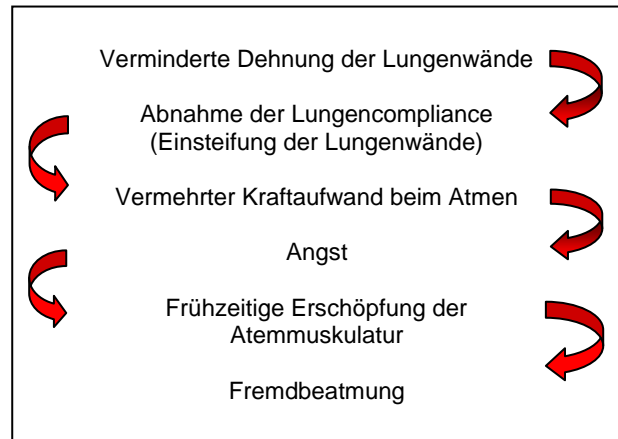 Verminderte Dehnung der Lungenwände
Abnahme der Lungencompliance
(Einsteifung der Lungenwände)
Vermehrter Kraftaufwand beim Atmen
Angst
Frühzeitige Erschöpfung der
Atemmuskulatur
Fremdbeatmung